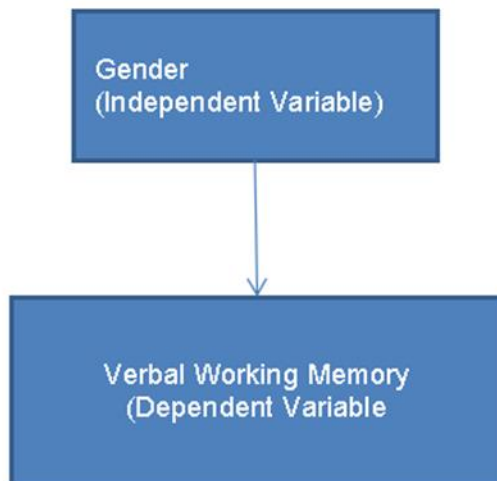 Gender
(Independent Variable)
Verbal Working Memory
(Dependent Variable